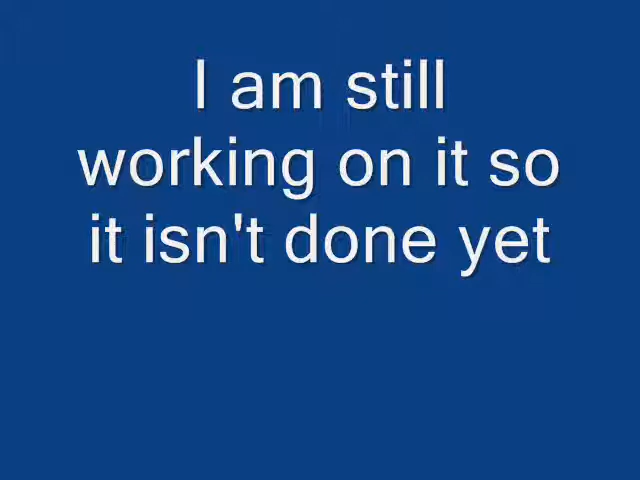 I am still
working on it so
it isn't done yet